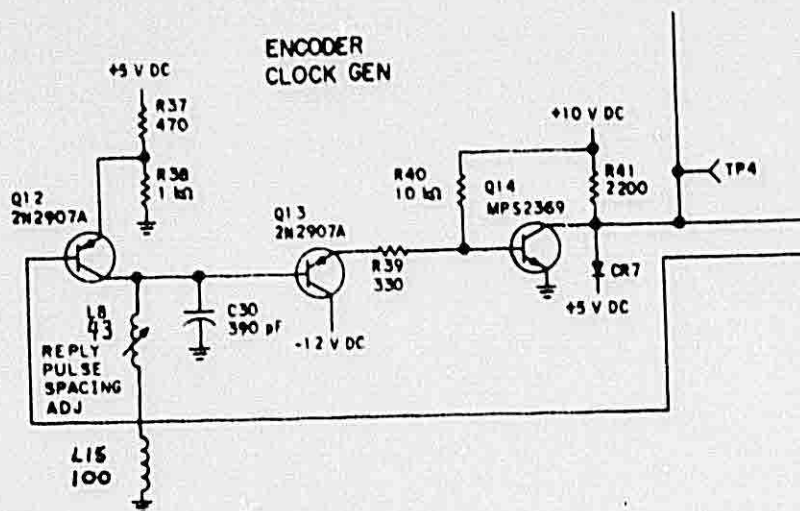 ENCODER
CLOCK GEN
+5 V DC
R37
470
R38
1 kΩ
Q12
2N2907A
L8
43
REPLY
PULSE
SPACING
ADJ
L15
100
C30
390 pF
Q13
2N2907A
-12 V DC
R39
330
R40
10 kΩ
Q14
MPS2369
+10 V DC
R41
2200
TP4
CR7
+5 V DC